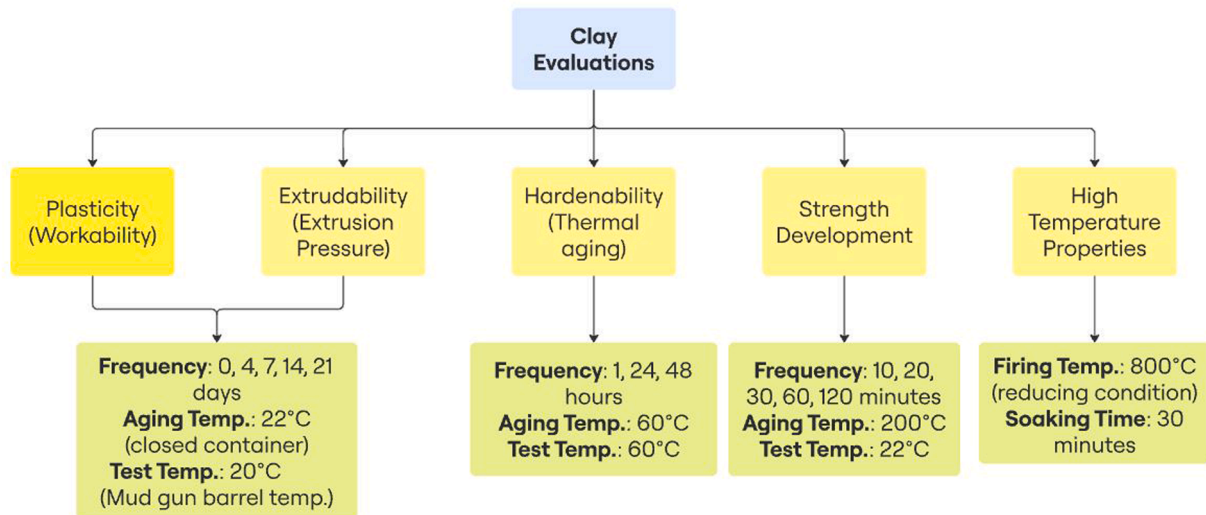 Clay
Evaluations
Plasticity
(Workability)
Extrudability
(Extrusion
Pressure)
Hardenability
(Thermal
aging)
Strength
Development
High
Temperature
Properties
Frequency: 0, 4, 7, 14, 21
days
Aging Temp.: 22°C
(closed container)
Test Temp.: 20°C
(Mud gun barrel temp.)
Frequency: 1, 24, 48
hours
Aging Temp.: 60°C
Test Temp.: 60°C
Frequency: 10, 20,
30, 60, 120 minutes
Aging Temp.: 200°C
Test Temp.: 22°C
Firing Temp.: 800°C
(reducing condition)
Soaking Time: 30
minutes